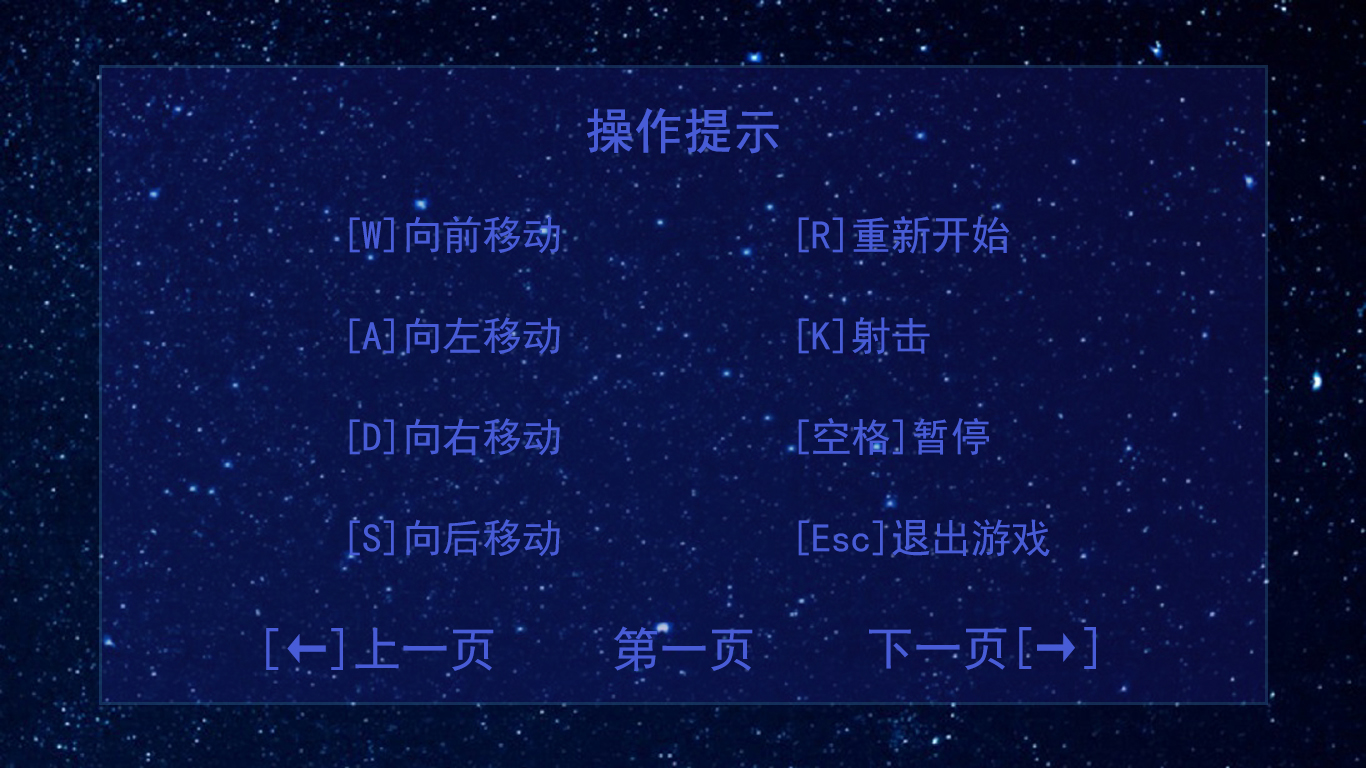 操作提示
[W]向前移动 [R]重新开始
[A]向左移动 [K]射击
[D]向右移动 [空格]暂停
[S]向后移动 [Esc]退出游戏
[←]上一页 第一页 下一页[→]